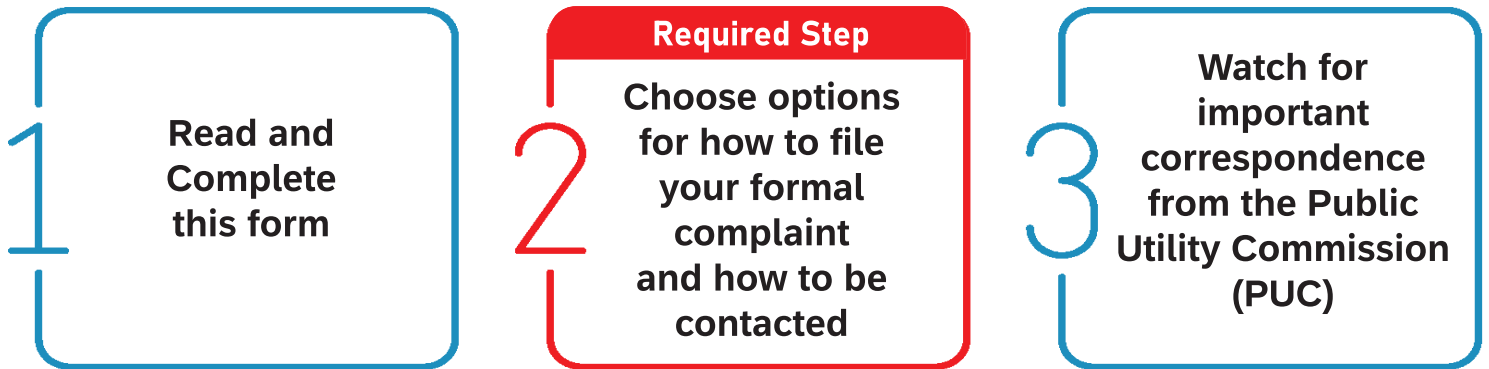 1
Read and
Complete
this form
Required Step
2
Choose options
for how to file
your formal
complaint
and how to be
contacted
3
Watch for
important
correspondence
from the Public
Utility Commission
(PUC)